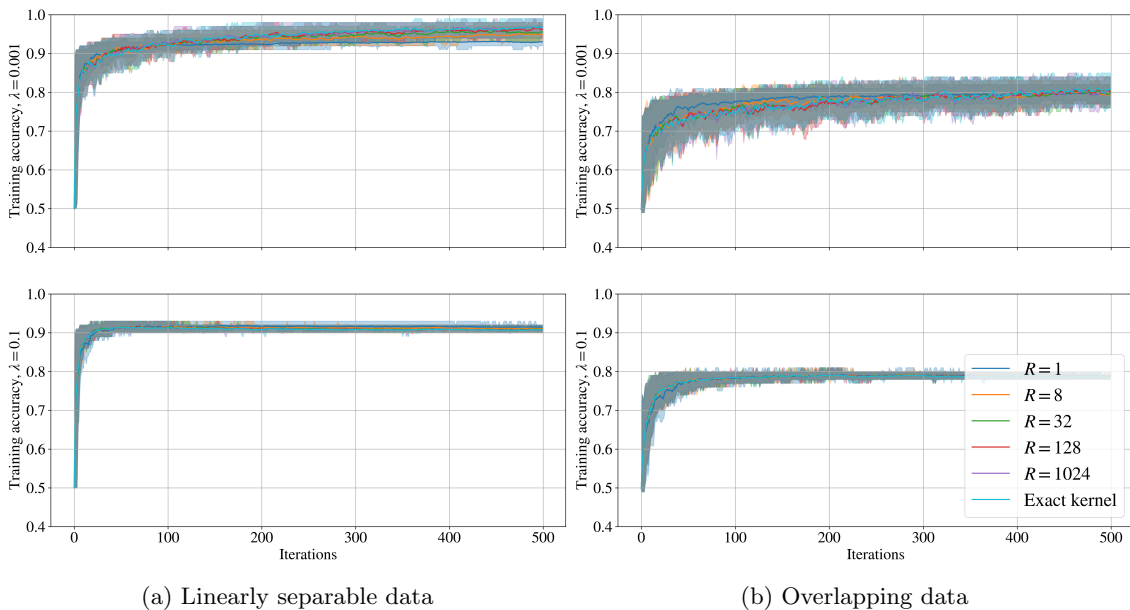 1.0
0.9
0.8
0.7
0.6
0.5
0.4
Training accuracy, λ = 0.001
1.0
0.9
0.8
0.7
0.6
0.5
0.4
Training accuracy, λ = 0.001
1.0
0.9
0.8
0.7
0.6
0.5
0.4
Training accuracy, λ = 0.1
0 100 200 300 400 500
Iterations
1.0
0.9
0.8
0.7
0.6
0.5
0.4
Training accuracy, λ = 0.1
R = 1
R = 8
R = 32
R = 128
R = 1024
Exact kernel
0 100 200 300 400 500
Iterations
(a) Linearly separable data
(b) Overlapping data